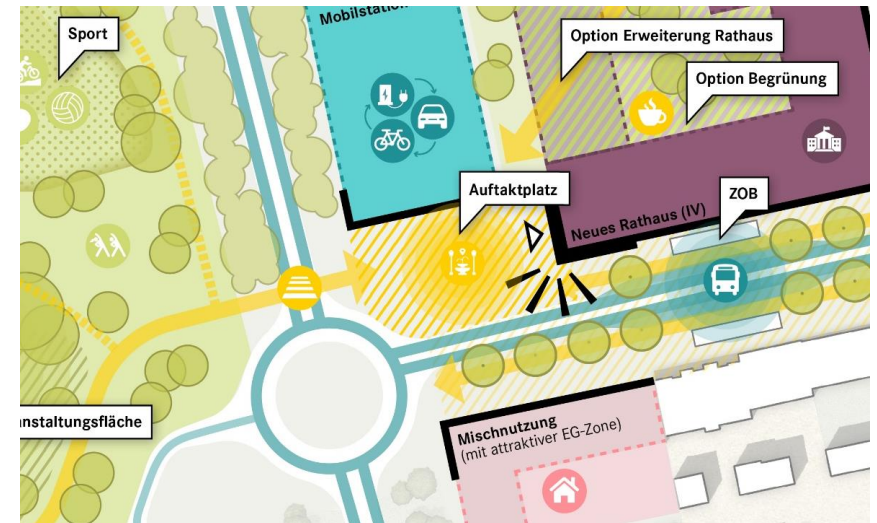 Sport
Mobilstation
Option Erweiterung Rathaus
Option Begrünung
Auftaktplatz
ZOB
Neues Rathaus (IV)
Mischnutzung
(mit attraktiver EG-Zone)
nstaltungsfläche